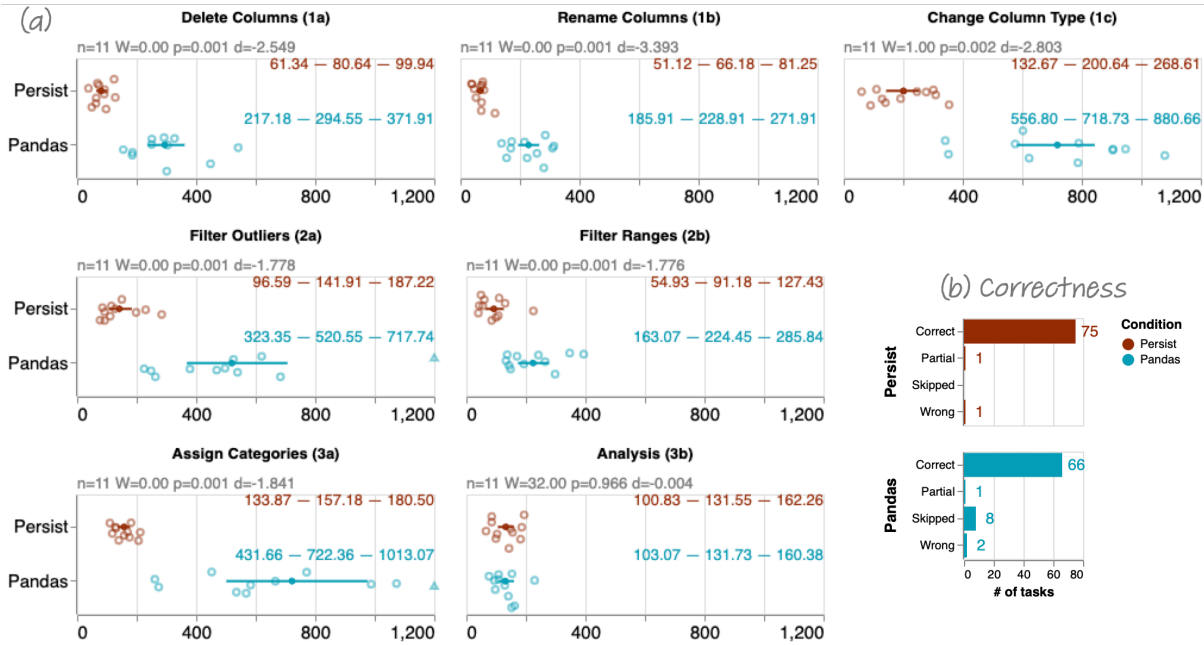 (a)
Delete Columns (1a)
n=11 W=0.00 p=0.001 d=-2.549
61.34 — 80.64 — 99.94
Persist
217.18 — 294.55 — 371.91
Pandas
0 400 800 1,200
Rename Columns (1b)
n=11 W=0.00 p=0.001 d=-3.393
51.12 — 66.18 — 81.25
185.91 — 228.91 — 271.91
0 400 800 1,200
Change Column Type (1c)
n=11 W=1.00 p=0.002 d=-2.803
132.67 — 200.64 — 268.61
556.80 — 718.73 — 880.66
0 400 800 1,200
Filter Outliers (2a)
n=11 W=0.00 p=0.001 d=-1.778
96.59 — 141.91 — 187.22
Persist
323.35 — 520.55 — 717.74
Pandas
0 400 800 1,200
Filter Ranges (2b)
n=11 W=0.00 p=0.001 d=-1.776
54.93 — 91.18 — 127.43
163.07 — 224.45 — 285.84
0 400 800 1,200
Assign Categories (3a)
n=11 W=0.00 p=0.001 d=-1.841
133.87 — 157.18 — 180.50
Persist
431.66 — 722.36 — 1013.07
Pandas
0 400 800 1,200
Analysis (3b)
n=11 W=32.00 p=0.966 d=-0.004
100.83 — 131.55 — 162.26
103.07 — 131.73 — 160.38
0 400 800 1,200
(b) Correctness
Persist
Correct 75
Partial 1
Skipped
Wrong 1
Pandas
Correct 66
Partial 1
Skipped 8
Wrong 2
0 20 40 60 80
# of tasks
Condition
Persist
Pandas